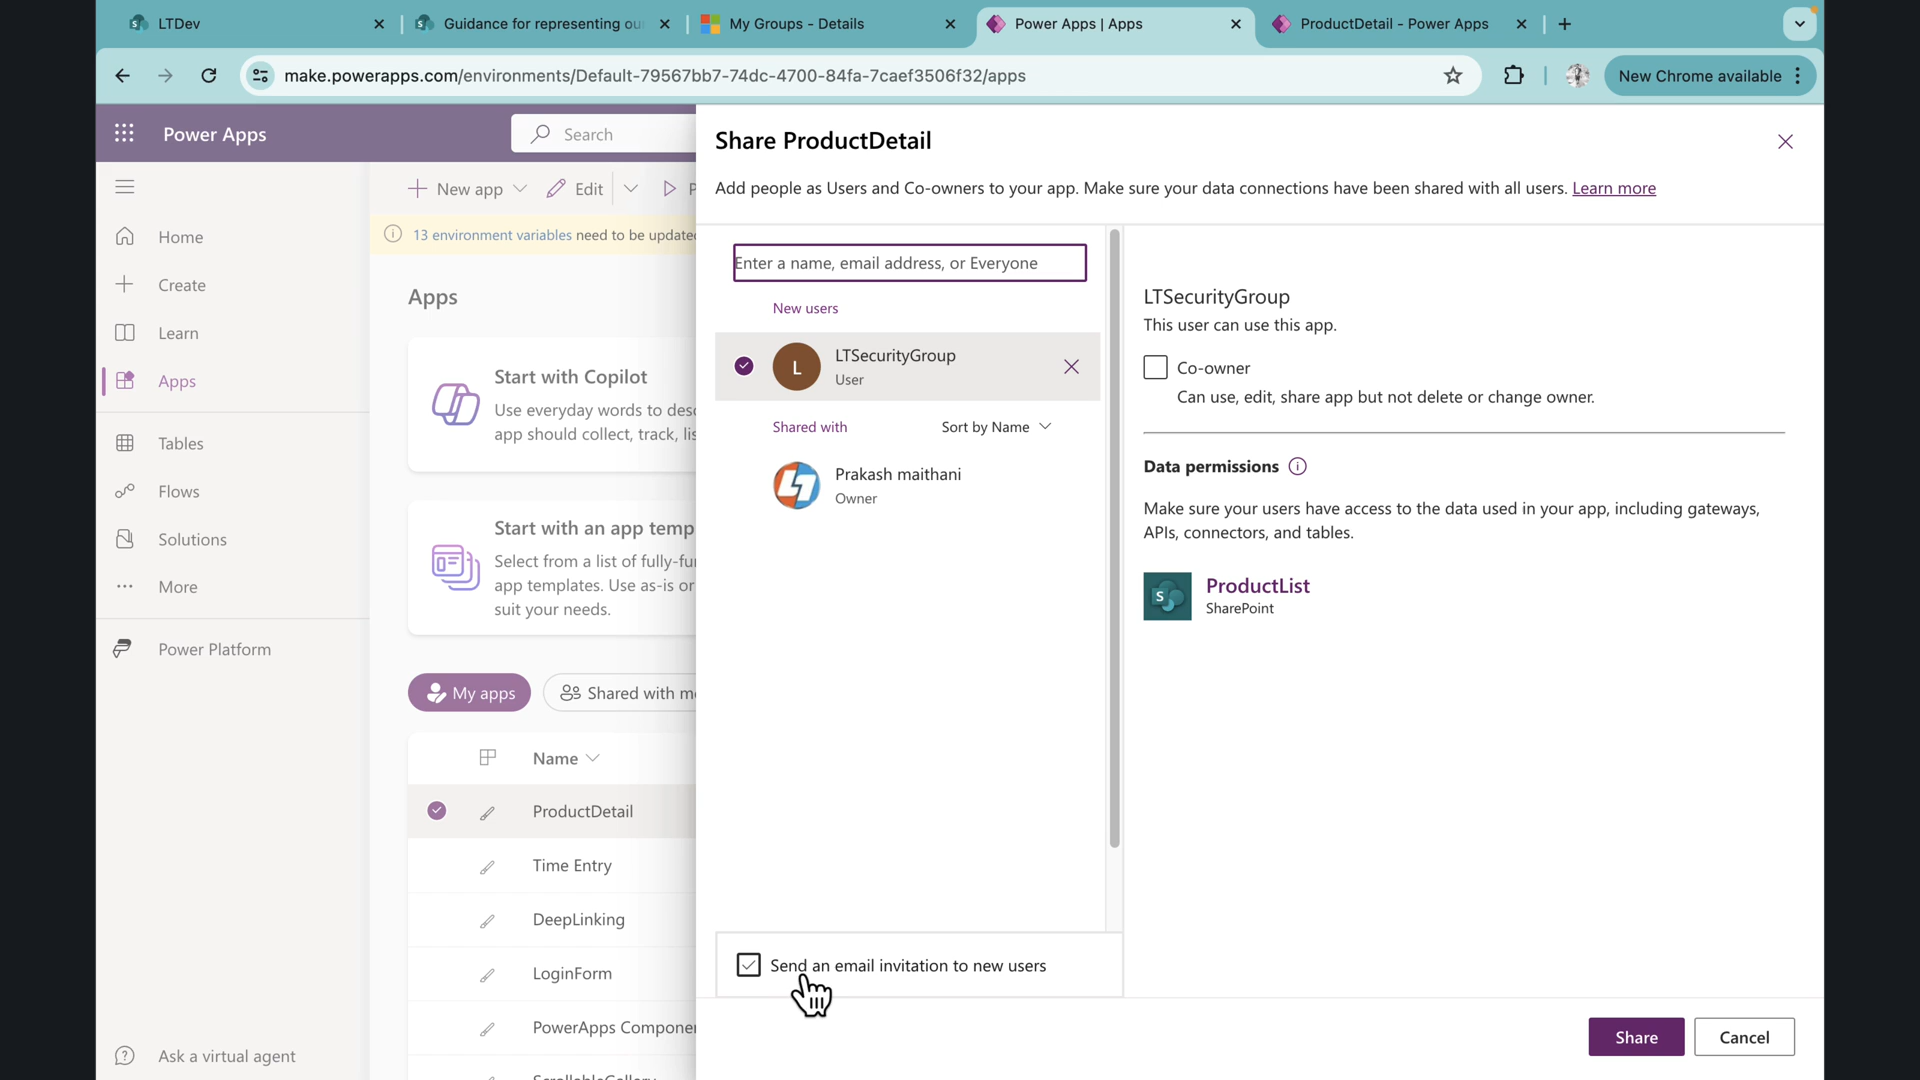 LTDev
Guidance for representing ou
My Groups - Details
Power Apps | Apps
ProductDetail - Power Apps
make.powerapps.com/environments/Default-79567bb7-74dc-4700-84fa-7caef3506f32/apps
New Chrome available
Power Apps
Search
Home
Create
Learn
Apps
Tables
Flows
Solutions
More
Power Platform
Ask a virtual agent
New app
Edit
P
13 environment variables need to be updated
Apps
Start with Copilot
Use everyday words to desc
app should collect, track, lis
Start with an app temp
Select from a list of fully-fu
app templates. Use as-is or
suit your needs.
My apps
Shared with me
Name
ProductDetail
Time Entry
DeepLinking
LoginForm
PowerApps Componen
ScrollableGallery
Share ProductDetail
Add people as Users and Co-owners to your app. Make sure your data connections have been shared with all users. Learn more
Enter a name, email address, or Everyone
New users
L
LTSecurityGroup
User
Shared with
Sort by Name
Prakash maithani
Owner
Send an email invitation to new users
LTSecurityGroup
This user can use this app.
Co-owner
Can use, edit, share app but not delete or change owner.
Data permissions
Make sure your users have access to the data used in your app, including gateways,
APIs, connectors, and tables.
S
ProductList
SharePoint
Share
Cancel